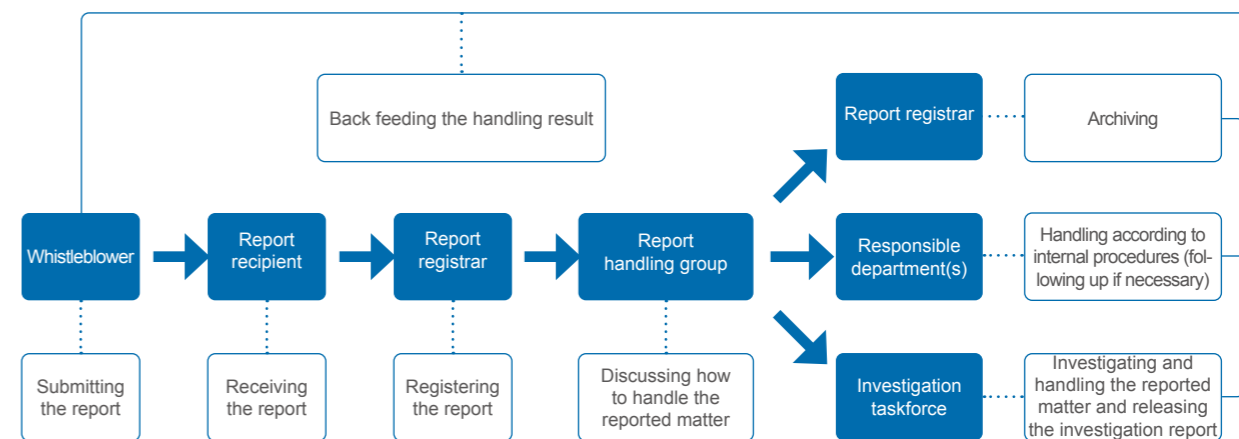 Back feeding the handling result
Report registrar
Archiving
Whistleblower
Report
recipient
Report
registrar
Report
handling group
Responsible
department(s)
Handling according to
internal procedures (fol-
lowing up if necessary)
Submitting
the report
Receiving
the report
Registering
the report
Discussing how
to handle the
reported matter
Investigation
taskforce
Investigating and
handling the reported
matter and releasing
the investigation report